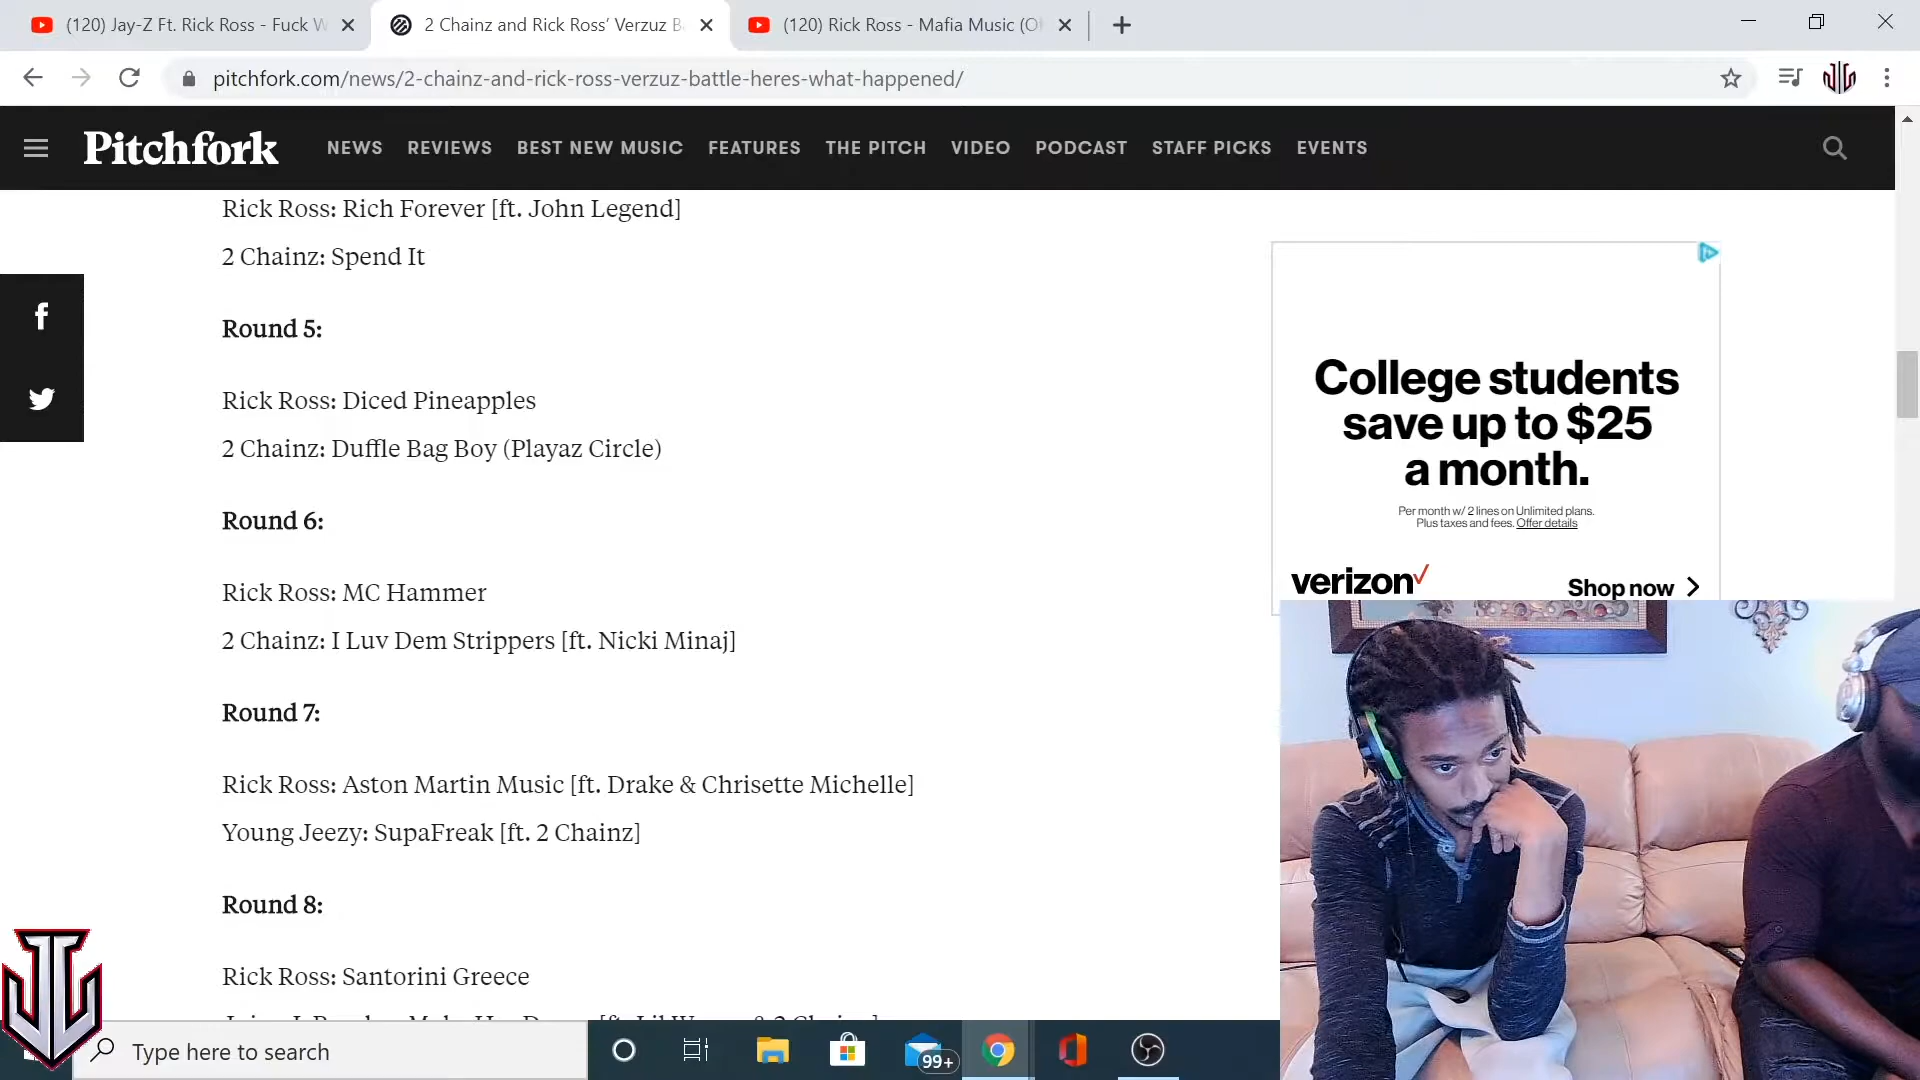 (120) Jay-Z Ft. Rick Ross - Fuck W
2 Chainz and Rick Ross' Verzuz B
(120) Rick Ross - Mafia Music (O
pitchfork.com/news/2-chainz-and-rick-ross-verzuz-battle-heres-what-happened/
Pitchfork
NEWS REVIEWS BEST NEW MUSIC FEATURES THE PITCH VIDEO PODCAST STAFF PICKS EVENTS
Rick Ross: Rich Forever [ft. John Legend]
2 Chainz: Spend It
Round 5:
Rick Ross: Diced Pineapples
2 Chainz: Duffle Bag Boy (Playaz Circle)
Round 6:
Rick Ross: MC Hammer
2 Chainz: I Luv Dem Strippers [ft. Nicki Minaj]
Round 7:
Rick Ross: Aston Martin Music [ft. Drake & Chrisette Michelle]
Young Jeezy: SupaFreak [ft. 2 Chainz]
Round 8:
Rick Ross: Santorini Greece
College students
save up to $25
a month.
Per month w/ 2 lines on Unlimited plans.
Plus taxes and fees. Offer details
verizon
Shop now
Type here to search
99+